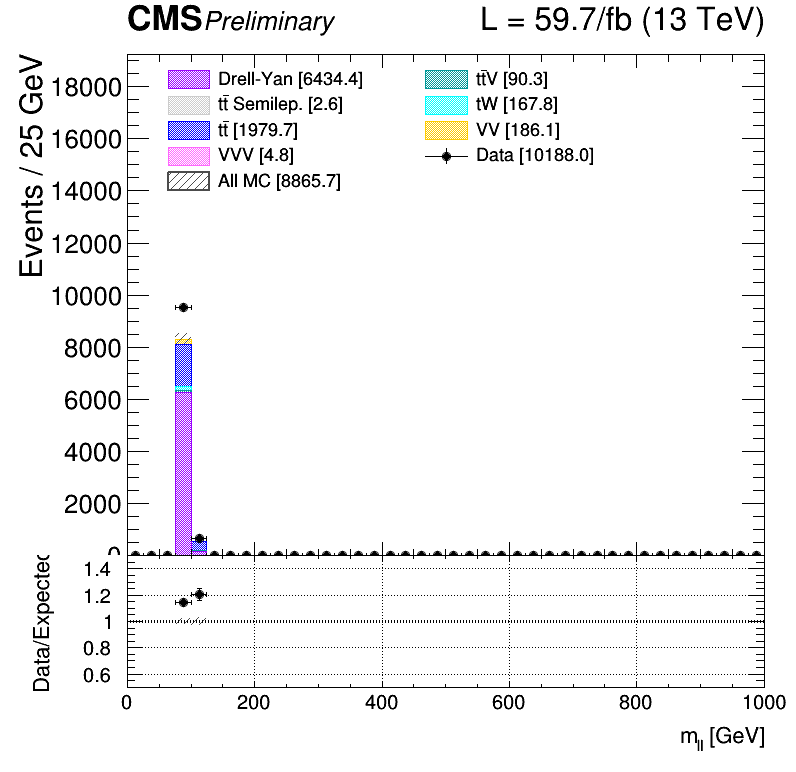 CMS Preliminary L = 59.7/fb (13 TeV)
Events / 25 GeV
18000
16000
14000
12000
10000
8000
6000
4000
2000
0
Drell-Yan [6434.4]
tt̄ Semilep. [2.6]
tt̄ [1979.7]
VVV [4.8]
All MC [8865.7]
tt̄V [90.3]
tW [167.8]
VV [186.1]
Data [10188.0]
Data/Expected
1.4
1.2
1
0.8
0.6
0 200 400 600 800 1000
m_ll [GeV]